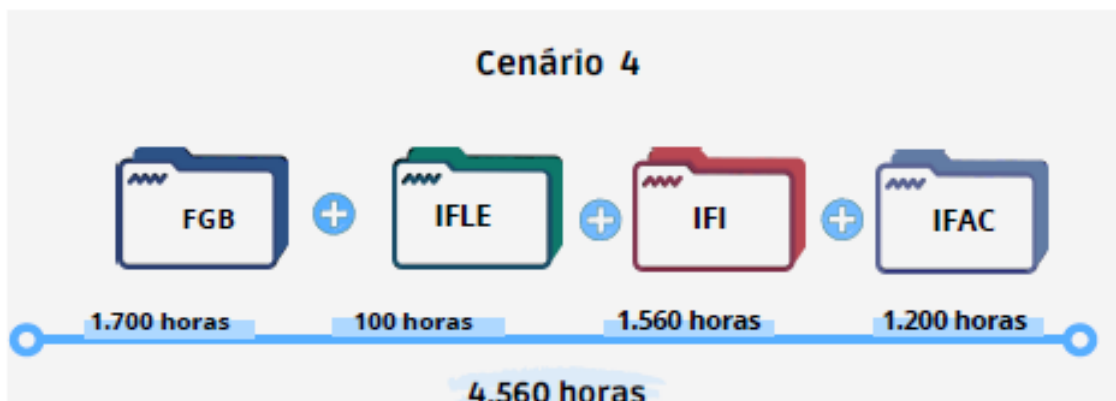 Cenário 4
FGB IFLE IFI IFAC
1.700 horas 100 horas 1.560 horas 1.200 horas
4.560 horas